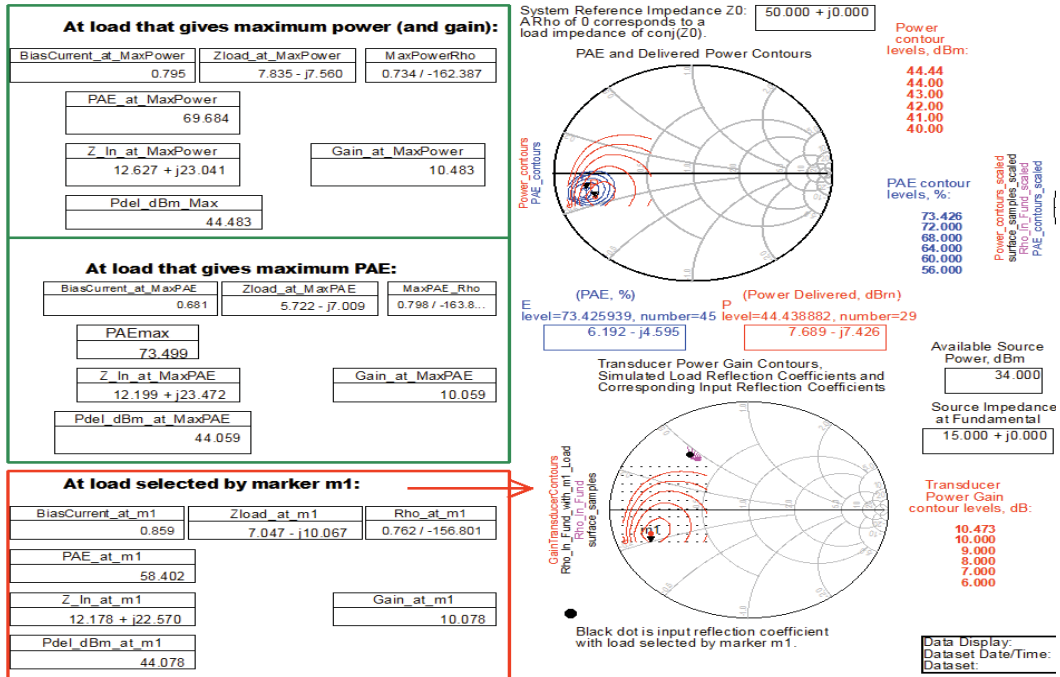 At load that gives maximum power (and gain):
BiasCurrent_at_MaxPower
0.795
Zload_at_MaxPower
7.835 - j7.560
MaxPowerRho
0.734 / -162.387
PAE_at_MaxPower
69.684
Z_In_at_MaxPower
12.627 + j23.041
Gain_at_MaxPower
10.483
Pdel_dBm_Max
44.483
At load that gives maximum PAE:
BiasCurrent_at_MaxPAE
0.681
Zload_at_MaxPAE
5.722 - j7.009
MaxPAE_Rho
0.798 / -163.8...
PAEmax
73.499
Z_In_at_MaxPAE
12.199 + j23.472
Gain_at_MaxPAE
10.059
Pdel_dBm_at_MaxPAE
44.059
At load selected by marker m1:
BiasCurrent_at_m1
0.859
Zload_at_m1
7.047 - j10.067
Rho_at_m1
0.762 / -156.801
PAE_at_m1
58.402
Z_In_at_m1
12.178 + j22.570
Gain_at_m1
10.078
Pdel_dBm_at_m1
44.078
System Reference Impedance Z0:
A Rho of 0 corresponds to a
load impedance of conj(Z0).
50.000 + j0.000
PAE and Delivered Power Contours
Power_contours
PAE_contours
Power
contour
levels, dBm:
44.44
44.00
43.00
42.00
41.00
40.00
PAE contour
levels, %:
73.426
72.000
68.000
64.000
60.000
56.000
Power_contours_scaled
surface_samples_scaled
Rho_In_Fund_scaled
PAE_contours_scaled
(PAE, %)
E
level=73.425939, number=45
6.192 - j4.595
(Power Delivered, dBm)
P
level=44.438882, number=29
7.689 - j7.426
Transducer Power Gain Contours,
Simulated Load Reflection Coefficients and
Corresponding Input Reflection Coefficients
GainTransducerContours
Rho_In_Fund_with_m1_Load
Rho_In_Fund
surface_samples
m1
Available Source
Power, dBm
34.000
Source Impedance
at Fundamental
15.000 + j0.000
Transducer
Power Gain
contour levels, dB:
10.473
10.000
9.000
8.000
7.000
6.000
Black dot is input reflection coefficient
with load selected by marker m1.
Data Display:
Dataset Date/Time:
Dataset: